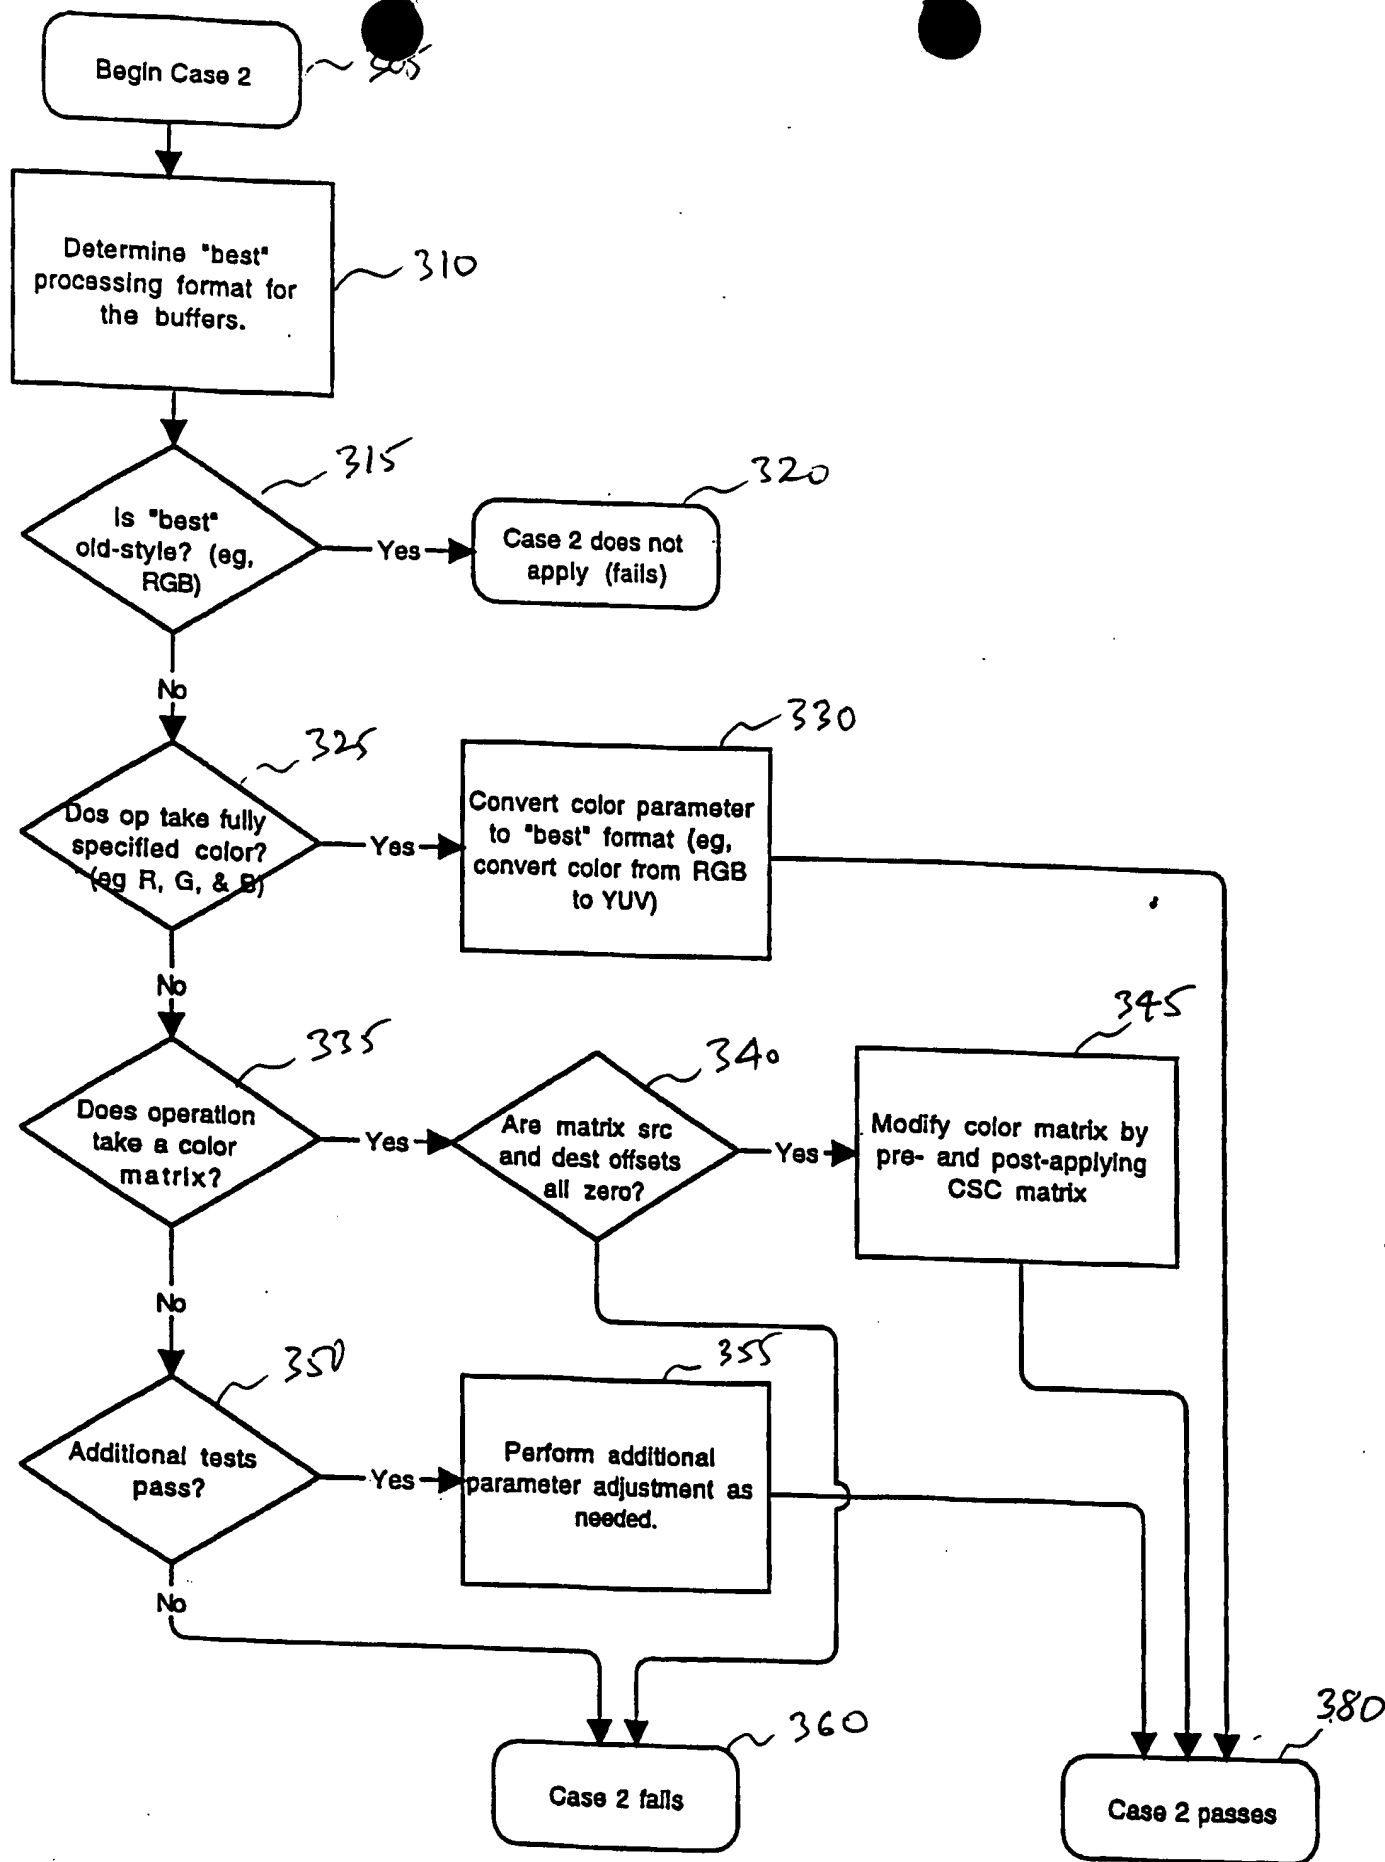 Begin Case 2
Determine "best"
processing format for
the buffers.
310
315
Is "best"
old-style? (eg,
RGB)
Yes
320
Case 2 does not
apply (fails)
No
325
Dos op take fully
specified color?
(eg R, G, & B)
Yes
330
Convert color parameter
to "best" format (eg,
convert color from RGB
to YUV)
No
335
Does operation
take a color
matrix?
Yes
340
Are matrix src
and dest offsets
all zero?
Yes
345
Modify color matrix by
pre- and post-applying
CSC matrix
No
350
Additional tests
pass?
Yes
355
Perform additional
parameter adjustment as
needed.
No
360
Case 2 fails
380
Case 2 passes